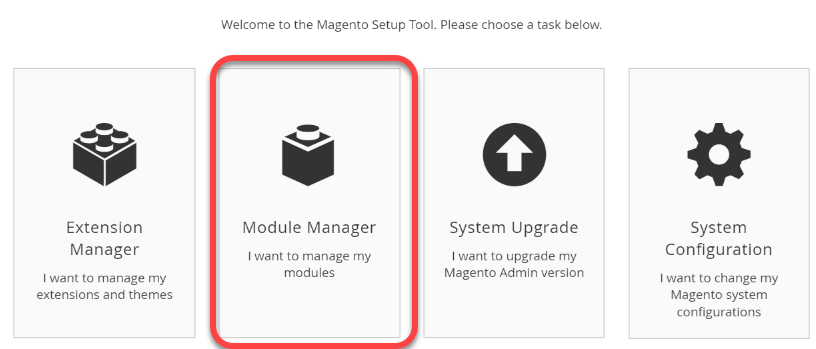 Welcome to the Magento Setup Tool. Please choose a task below.
Extension
Manager
I want to manage my
extensions and themes
Module Manager
I want to manage my
modules
System Upgrade
I want to upgrade my
Magento Admin version
System
Configuration
I want to change my
Magento system
configurations